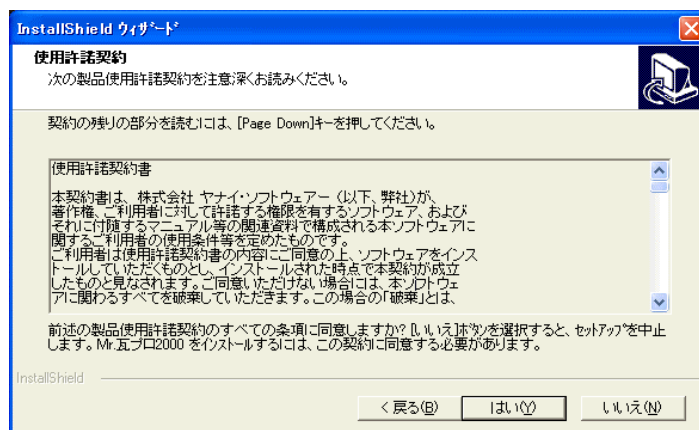 InstallShield ウィザード
使用許諾契約
次の製品使用許諾契約を注意深くお読みください。
契約の残りの部分を読むには、[Page Down]キーを押してください。
使用許諾契約書
本契約書は、株式会社 ヤナイ・ソフトウェアー (以下、弊社)が、
著作権、ご利用者に対して許諾する権限を有するソフトウェア、および
それに付随するマニュアル等の関連資料で構成される本ソフトウェアに
関するご利用者の使用条件等を定めたものです。
ご利用者は使用許諾契約書の内容にご同意の上、ソフトウェアをインス
トールしていただくものとし、インストールされた時点で本契約が成立
したものと見なされます。ご同意いただけない場合には、本ソフトウェ
アに関わるすべてを破棄していただきます。この場合の「破棄」とは、
前述の製品使用許諾契約のすべての条項に同意しますか? [いいえ]ボタンを選択すると、セットアップを中止
します。Mr.瓦プロ2000 をインストールするには、この契約に同意する必要があります。
InstallShield
< 戻る(B)
はい(Y)
いいえ(N)